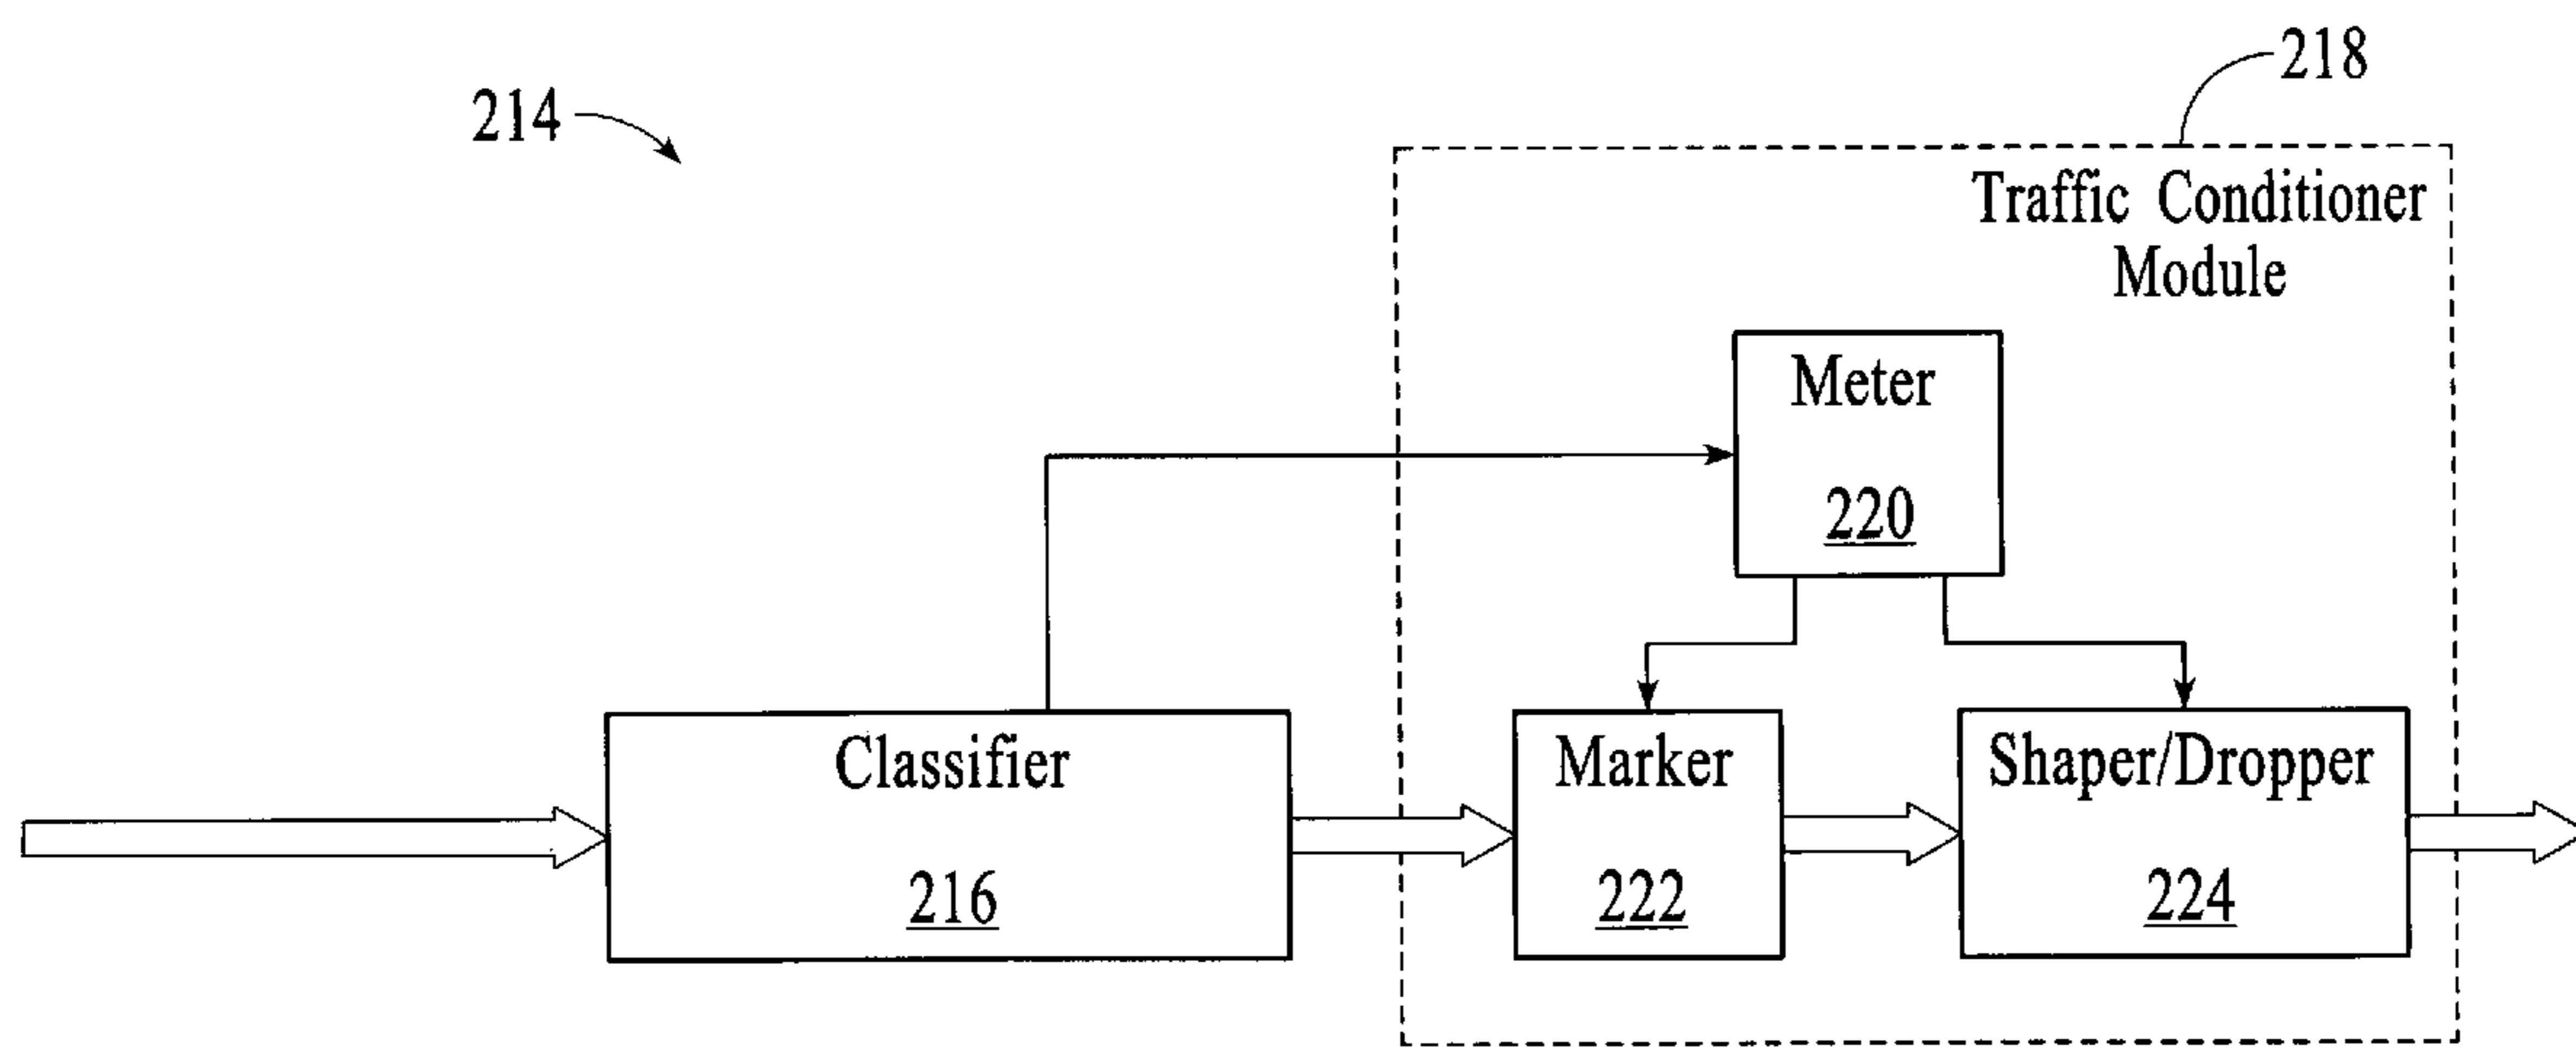 218
214
Traffic Conditioner
Module
Meter
220
Classifier
216
Marker
222
Shaper/Dropper
224